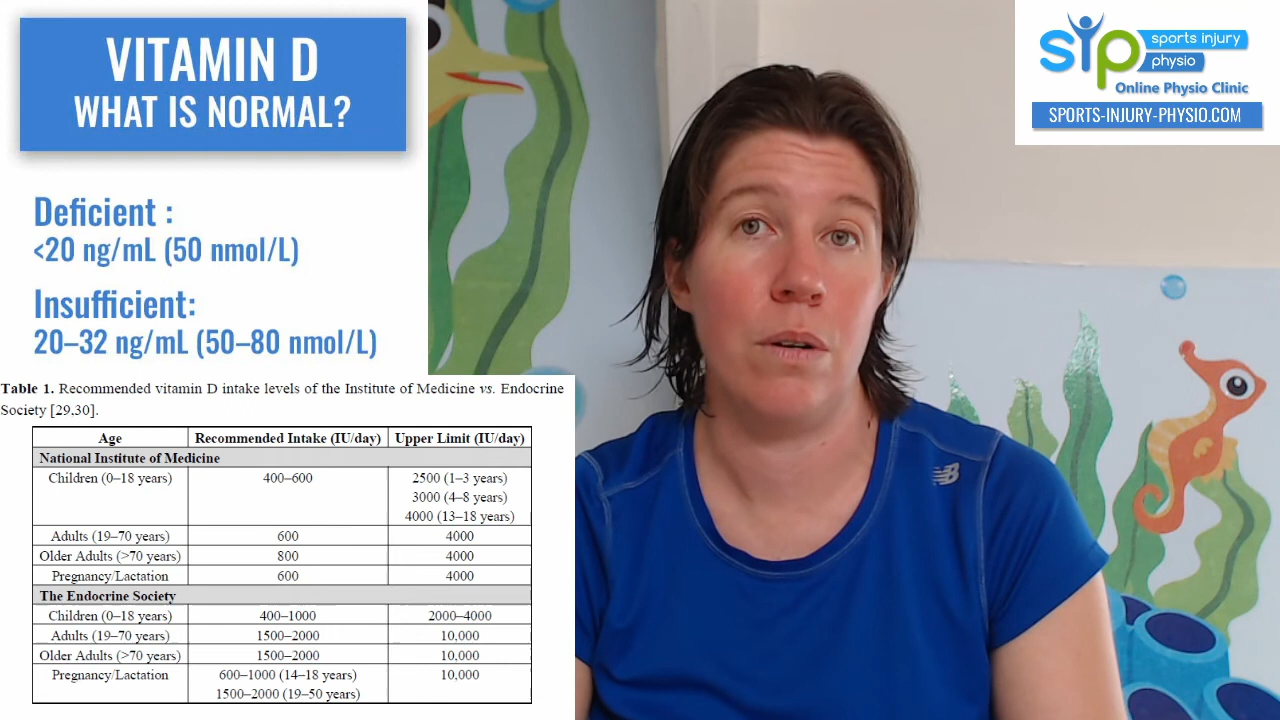 VITAMIN D
WHAT IS NORMAL?
Deficient :
<20 ng/mL (50 nmol/L)
Insufficient:
20–32 ng/mL (50–80 nmol/L)
Table 1. Recommended vitamin D intake levels of the Institute of Medicine vs. Endocrine
Society [29.30].
Age Recommended Intake (IU/day) Upper Limit (IU/day)
National Institute of Medicine
Children (0–18 years) 400–600 2500 (1–3 years)
3000 (4–8 years)
4000 (13–18 years)
Adults (19–70 years) 600 4000
Older Adults (>70 years) 800 4000
Pregnancy/Lactation 600 4000
The Endocrine Society
Children (0–18 years) 400–1000 2000–4000
Adults (19–70 years) 1500–2000 10,000
Older Adults (>70 years) 1500–2000 10,000
Pregnancy/Lactation 600–1000 (14–18 years) 10,000
1500–2000 (19–50 years)
sip sports injury
physio
Online Physio Clinic
SPORTS-INJURY-PHYSIO.COM
NB